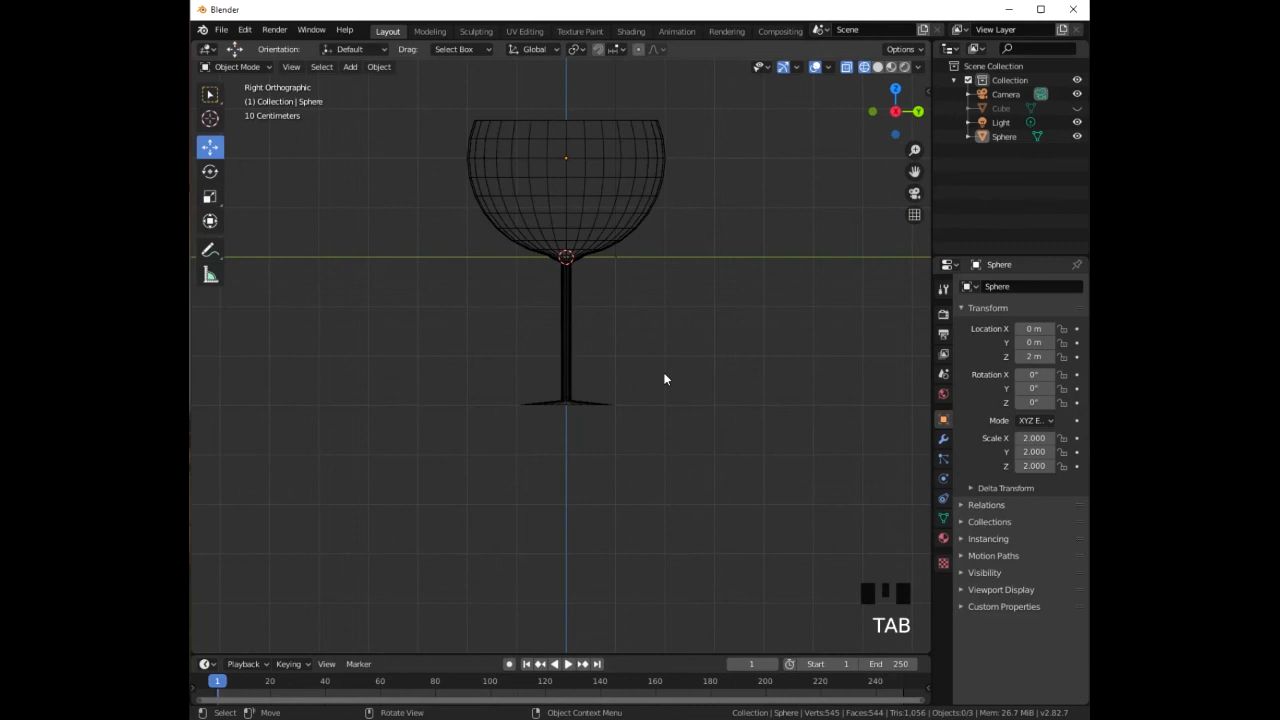 Blender
File Edit Render Window Help Layout Modeling Sculpting UV Editing Texture Paint Shading Animation Rendering Compositing Scene View Layer
Orientation: Default Drag: Select Box Global Options
Object Mode View Select Add Object
Right Orthographic
(1) Collection | Sphere
10 Centimeters
Z
X
Y
Scene Collection
Collection
Camera
Cube
Light
Sphere
Sphere
Sphere
Transform
Location X 0 m
Y 0 m
Z 2 m
Rotation X 0°
Y 0°
Z 0°
Mode XYZ E..
Scale X 2.000
Y 2.000
Z 2.000
Delta Transform
Relations
Collections
Instancing
Motion Paths
Visibility
Viewport Display
Custom Properties
TAB
Playback Keying View Marker 1 Start 1 End 250
1 20 40 60 80 100 120 140 160 180 200 220 240
Select Move Rotate View Object Context Menu Collection | Sphere | Verts:545 | Faces:544 | Tris:1,056 | Objects:0/3 | Mem: 26.7 MiB | v2.82.7